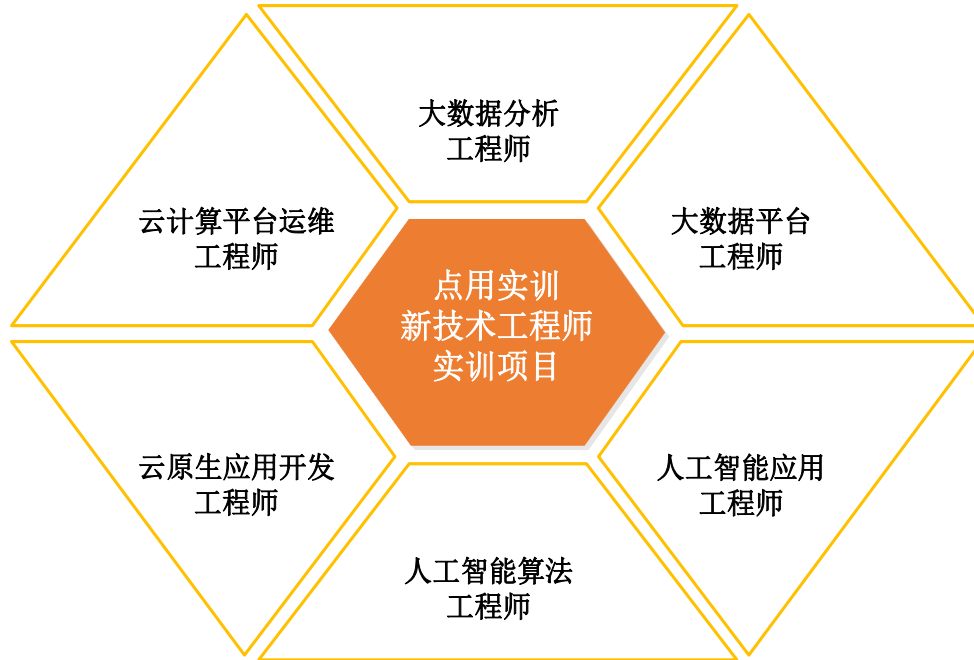 大数据分析
工程师
云计算平台运维
工程师
大数据平台
工程师
点用实训
新技术工程师
实训项目
云原生应用开发
工程师
人工智能应用
工程师
人工智能算法
工程师